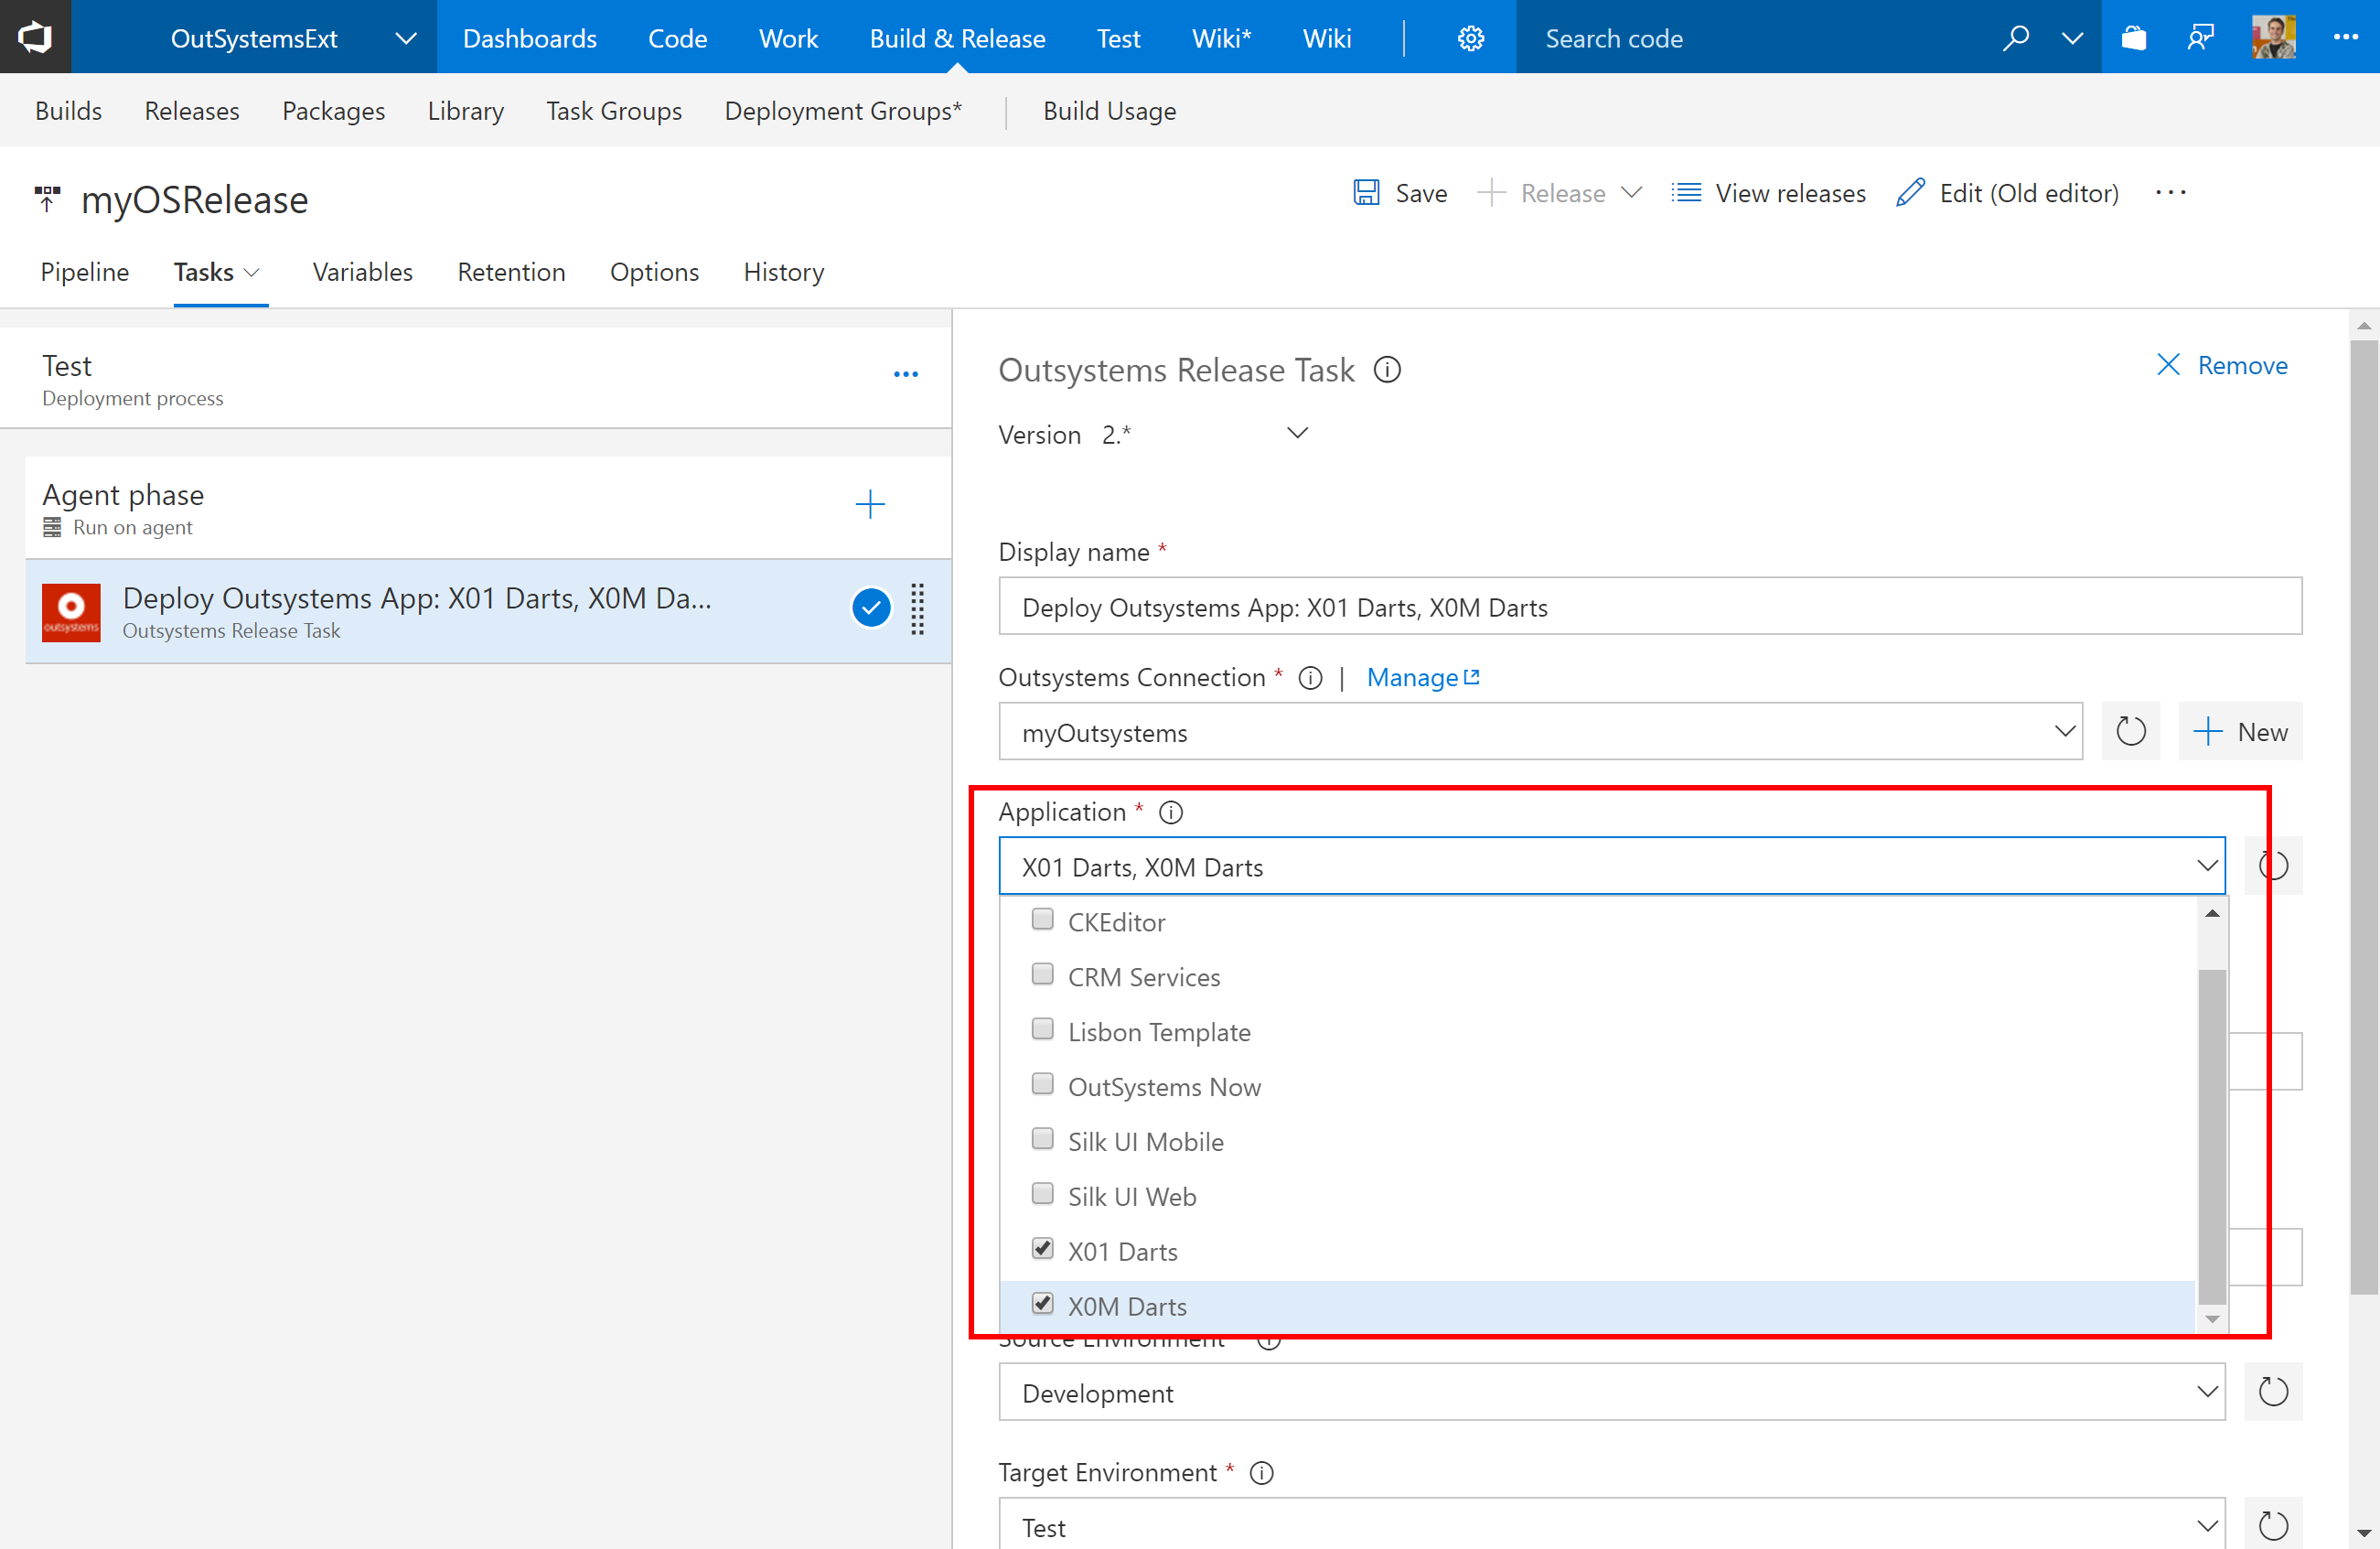 OutSystemsExt Dashboards Code Work Build & Release Test Wiki* Wiki Search code
Builds Releases Packages Library Task Groups Deployment Groups* Build Usage
myOSRelease Save Release View releases Edit (Old editor)
Pipeline Tasks Variables Retention Options History
Test
Deployment process
Agent phase
Run on agent
outsystems
Deploy Outsystems App: X01 Darts, X0M Da...
Outsystems Release Task
Outsystems Release Task Remove
Version 2.*
Display name *
Deploy Outsystems App: X01 Darts, X0M Darts
Outsystems Connection * | Manage
myOutsystems New
Application *
X01 Darts, X0M Darts
CKEditor
CRM Services
Lisbon Template
OutSystems Now
Silk UI Mobile
Silk UI Web
X01 Darts
X0M Darts
Source Environment
Development
Target Environment *
Test